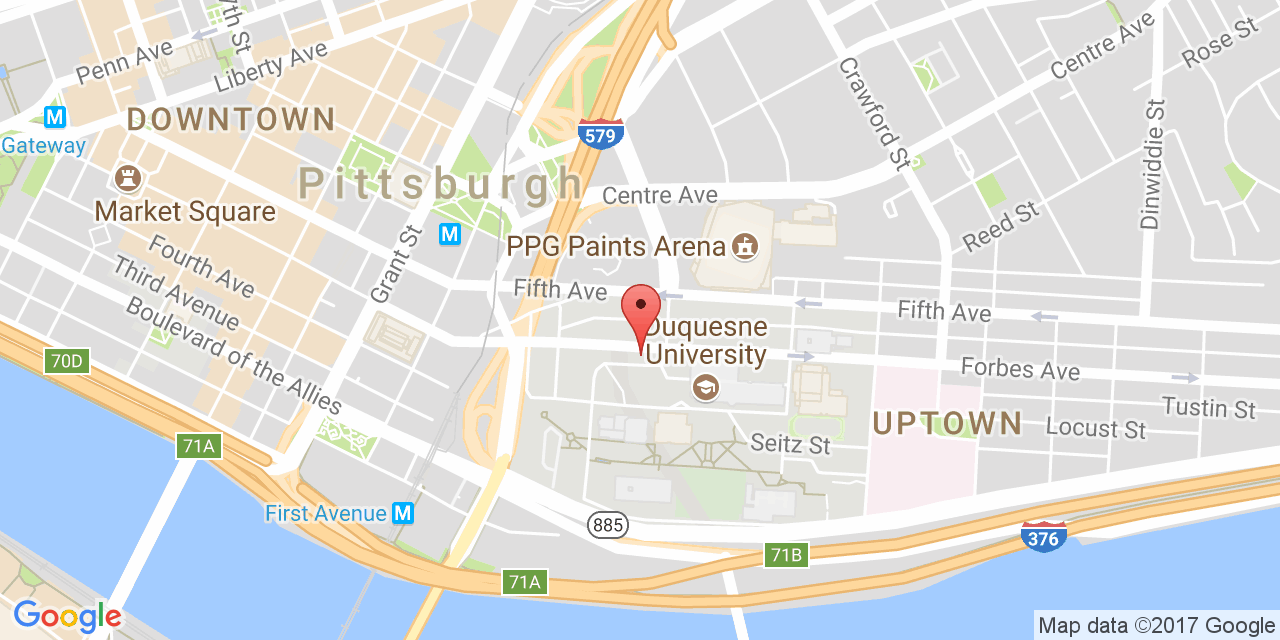 7th St
Penn Ave
Liberty Ave
Crawford St
Centre Ave
Rose St
M
Gateway
DOWNTOWN
579
Dinwiddie St
Pittsburgh
Centre Ave
Market Square
M
Grant St
PPG Paints Arena
Reed St
Fourth Ave
Third Avenue
Boulevard of the Allies
Fifth Ave
Fifth Ave
Duquesne
University
70D
Forbes Ave
Tustin St
UPTOWN
Locust St
71A
Seitz St
First Avenue M
885
376
71B
71A
Google
Map data ©2017 Google